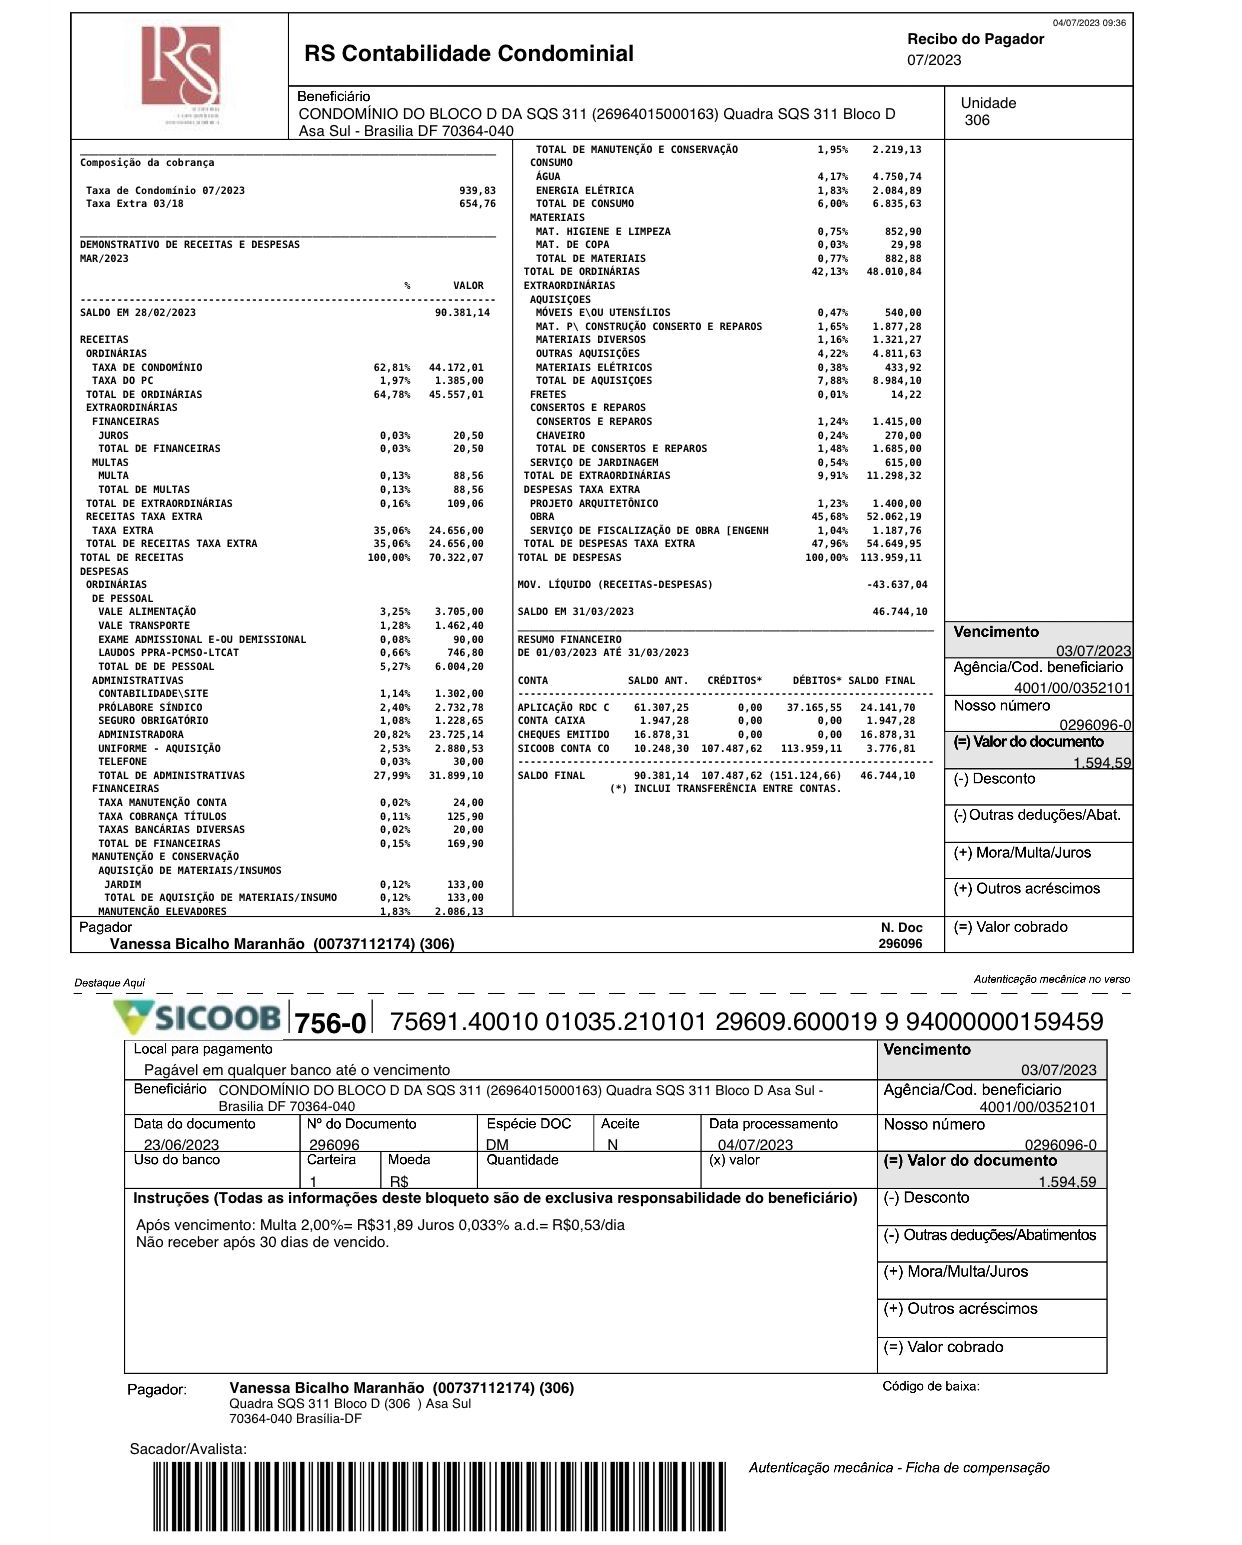 04/07/2023 09:36
RS
RS Contabilidade Condominial
Recibo do Pagador
07/2023
Beneficiário
CONDOMÍNIO DO BLOCO D DA SQS 311 (26964015000163) Quadra SQS 311 Bloco D
Asa Sul - Brasilia DF 70364-040
Unidade
306
Composição da cobrança
Taxa de Condomínio 07/2023 939,83
Taxa Extra 03/18 654,76
DEMONSTRATIVO DE RECEITAS E DESPESAS
MAR/2023
% VALOR
SALDO EM 28/02/2023 90.381,14
RECEITAS
ORDINÁRIAS
TAXA DE CONDOMÍNIO 62,81% 44.172,01
TAXA DO PC 1,97% 1.385,00
TOTAL DE ORDINÁRIAS 64,78% 45.557,01
EXTRAORDINÁRIAS
FINANCEIRAS
JUROS 0,03% 20,50
TOTAL DE FINANCEIRAS 0,03% 20,50
MULTAS
MULTA 0,13% 88,56
TOTAL DE MULTAS 0,13% 88,56
TOTAL DE EXTRAORDINÁRIAS 0,16% 109,06
RECEITAS TAXA EXTRA
TAXA EXTRA 35,06% 24.656,00
TOTAL DE RECEITAS TAXA EXTRA 35,06% 24.656,00
TOTAL DE RECEITAS 100,00% 70.322,07
DESPESAS
ORDINÁRIAS
DE PESSOAL
VALE ALIMENTAÇÃO 3,25% 3.705,00
VALE TRANSPORTE 1,28% 1.462,40
EXAME ADMISSIONAL E-OU DEMISSIONAL 0,08% 90,00
LAUDOS PPRA-PCMSO-LTCAT 0,66% 746,80
TOTAL DE DE PESSOAL 5,27% 6.004,20
ADMINISTRATIVAS
CONTABILIDADE\SITE 1,14% 1.302,00
PRÓLABORE SÍNDICO 2,40% 2.732,78
SEGURO OBRIGATÓRIO 1,08% 1.228,65
ADMINISTRADORA 20,82% 23.725,14
UNIFORME - AQUISIÇÃO 2,53% 2.880,53
TELEFONE 0,03% 30,00
TOTAL DE ADMINISTRATIVAS 27,99% 31.899,10
FINANCEIRAS
TAXA MANUTENÇÃO CONTA 0,02% 24,00
TAXA COBRANÇA TÍTULOS 0,11% 125,90
TAXAS BANCÁRIAS DIVERSAS 0,02% 20,00
TOTAL DE FINANCEIRAS 0,15% 169,90
MANUTENÇÃO E CONSERVAÇÃO
AQUISIÇÃO DE MATERIAIS/INSUMOS
JARDIM 0,12% 133,00
TOTAL DE AQUISIÇÃO DE MATERIAIS/INSUMO 0,12% 133,00
MANUTENÇÃO ELEVADORES 1,83% 2.086,13
TOTAL DE MANUTENÇÃO E CONSERVAÇÃO 1,95% 2.219,13
CONSUMO
ÁGUA 4,17% 4.750,74
ENERGIA ELÉTRICA 1,83% 2.084,89
TOTAL DE CONSUMO 6,00% 6.835,63
MATERIAIS
MAT. HIGIENE E LIMPEZA 0,75% 852,90
MAT. DE COPA 0,03% 29,98
TOTAL DE MATERIAIS 0,77% 882,88
TOTAL DE ORDINÁRIAS 42,13% 48.010,84
EXTRAORDINÁRIAS
AQUISIÇOES
MÓVEIS E\OU UTENSÍLIOS 0,47% 540,00
MAT. P\ CONSTRUÇÃO CONSERTO E REPAROS 1,65% 1.877,28
MATERIAIS DIVERSOS 1,16% 1.321,27
OUTRAS AQUISIÇÕES 4,22% 4.811,63
MATERIAIS ELÉTRICOS 0,38% 433,92
TOTAL DE AQUISIÇOES 7,88% 8.984,10
FRETES 0,01% 14,22
CONSERTOS E REPAROS
CONSERTOS E REPAROS 1,24% 1.415,00
CHAVEIRO 0,24% 270,00
TOTAL DE CONSERTOS E REPAROS 1,48% 1.685,00
SERVIÇO DE JARDINAGEM 0,54% 615,00
TOTAL DE EXTRAORDINÁRIAS 9,91% 11.298,32
DESPESAS TAXA EXTRA
PROJETO ARQUITETÔNICO 1,23% 1.400,00
OBRA 45,68% 52.062,19
SERVIÇO DE FISCALIZAÇÃO DE OBRA [ENGENH 1,04% 1.187,76
TOTAL DE DESPESAS TAXA EXTRA 47,96% 54.649,95
TOTAL DE DESPESAS 100,00% 113.959,11
MOV. LÍQUIDO (RECEITAS-DESPESAS) -43.637,04
SALDO EM 31/03/2023 46.744,10
RESUMO FINANCEIRO
DE 01/03/2023 ATÉ 31/03/2023
CONTA SALDO ANT. CRÉDITOS* DÉBITOS* SALDO FINAL
APLICAÇÃO RDC C 61.307,25 0,00 37.165,55 24.141,70
CONTA CAIXA 1.947,28 0,00 0,00 1.947,28
CHEQUES EMITIDO 16.878,31 0,00 0,00 16.878,31
SICOOB CONTA CO 10.248,30 107.487,62 113.959,11 3.776,81
SALDO FINAL 90.381,14 107.487,62 (151.124,66) 46.744,10
(*) INCLUI TRANSFERÊNCIA ENTRE CONTAS.
Vencimento
03/07/2023
Agência/Cod. beneficiario
4001/00/0352101
Nosso número
0296096-0
(=) Valor do documento
1.594,59
(-) Desconto
(-) Outras deduções/Abat.
(+) Mora/Multa/Juros
(+) Outros acréscimos
(=) Valor cobrado
Pagador
Vanessa Bicalho Maranhão (00737112174) (306)
N. Doc
296096
Destaque Aqui
Autenticação mecânica no verso
SICOOB 756-0 75691.40010 01035.210101 29609.600019 9 94000000159459
Local para pagamento
Pagável em qualquer banco até o vencimento
Vencimento
03/07/2023
Beneficiário CONDOMÍNIO DO BLOCO D DA SQS 311 (26964015000163) Quadra SQS 311 Bloco D Asa Sul -
Brasilia DF 70364-040
Agência/Cod. beneficiario
4001/00/0352101
Data do documento Nº do Documento Espécie DOC Aceite Data processamento Nosso número
23/06/2023 296096 DM N 04/07/2023 0296096-0
Uso do banco Carteira Moeda Quantidade (x) valor (=) Valor do documento
1 R$ 1.594,59
Instruções (Todas as informações deste bloqueto são de exclusiva responsabilidade do beneficiário)
Após vencimento: Multa 2,00%= R$31,89 Juros 0,033% a.d.= R$0,53/dia
Não receber após 30 dias de vencido.
(-) Desconto
(-) Outras deduções/Abatimentos
(+) Mora/Multa/Juros
(+) Outros acréscimos
(=) Valor cobrado
Pagador: Vanessa Bicalho Maranhão (00737112174) (306)
Quadra SQS 311 Bloco D (306 ) Asa Sul
70364-040 Brasília-DF
Código de baixa:
Sacador/Avalista:
Autenticação mecânica - Ficha de compensação